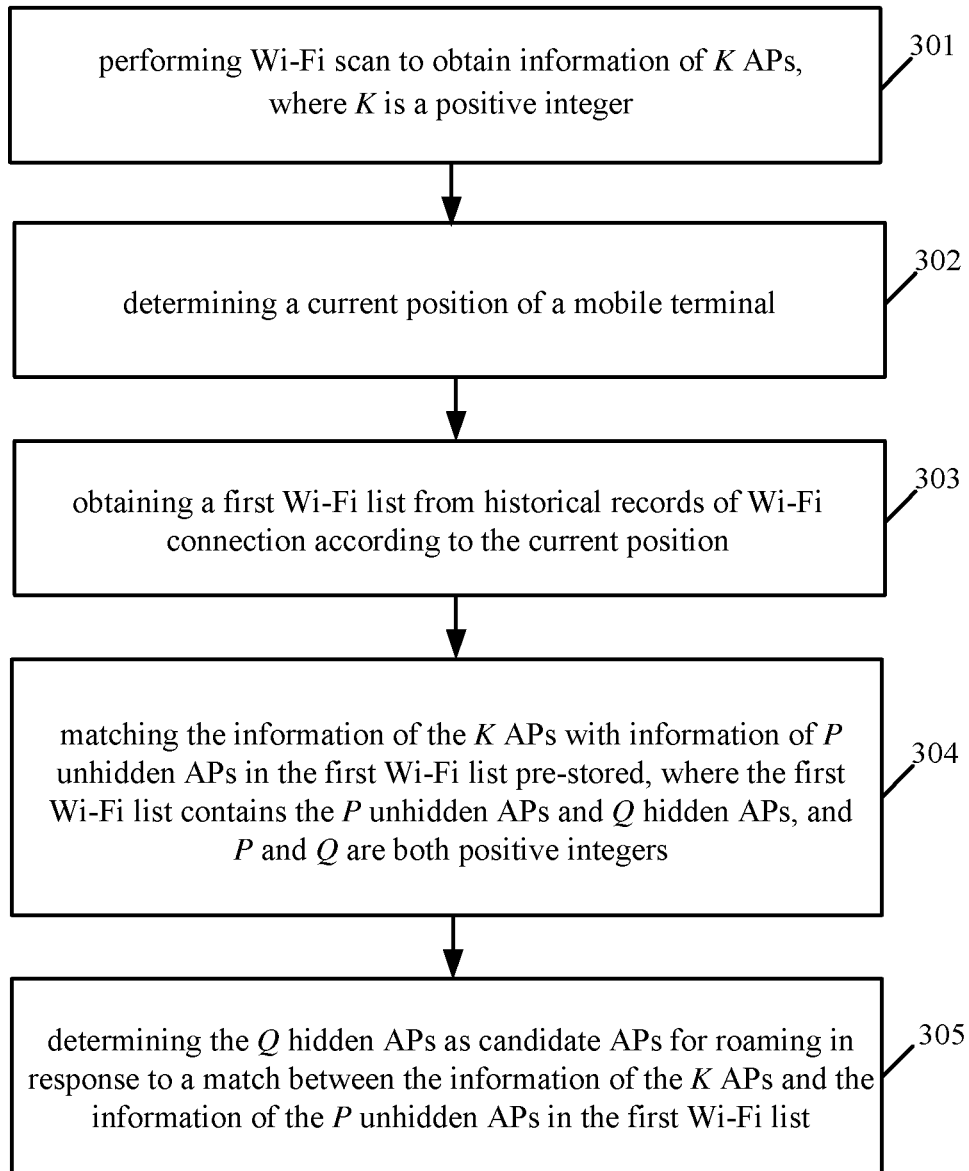 performing Wi-Fi scan to obtain information of K APs,
where K is a positive integer
301
determining a current position of a mobile terminal
302
obtaining a first Wi-Fi list from historical records of Wi-Fi
connection according to the current position
303
matching the information of the K APs with information of P
unhidden APs in the first Wi-Fi list pre-stored, where the first
Wi-Fi list contains the P unhidden APs and Q hidden APs, and
P and Q are both positive integers
304
determining the Q hidden APs as candidate APs for roaming in
response to a match between the information of the K APs and the
information of the P unhidden APs in the first Wi-Fi list
305